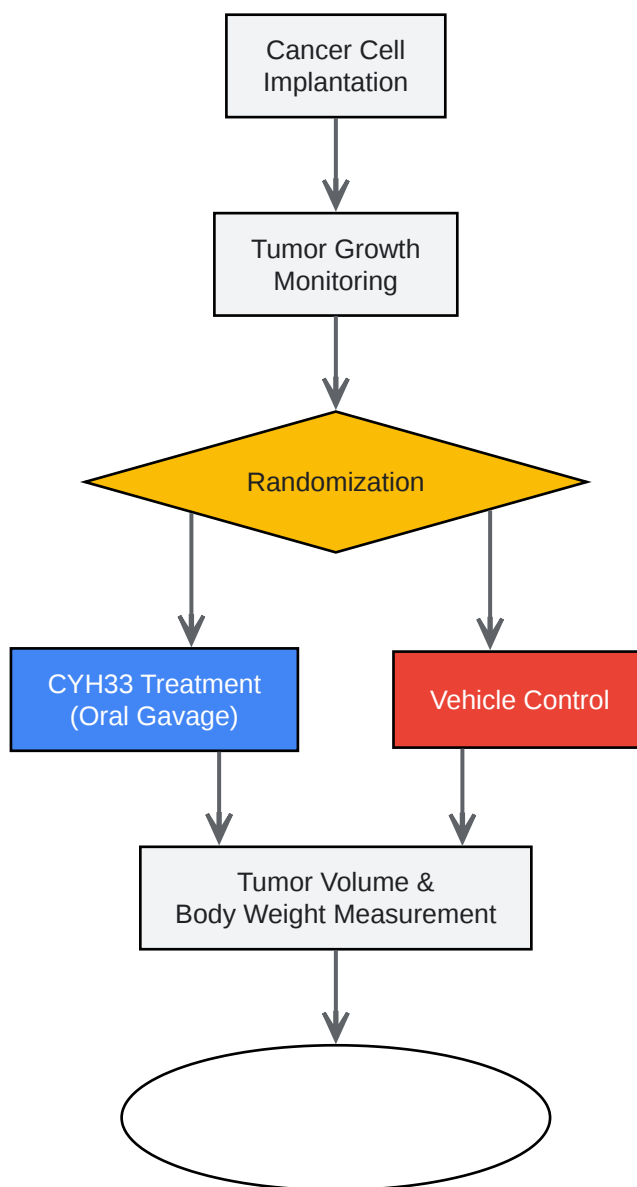 Cancer Cell
Implantation
Tumor Growth
Monitoring
Randomization
CYH33 Treatment
(Oral Gavage)
Vehicle Control
Tumor Volume &
Body Weight Measurement